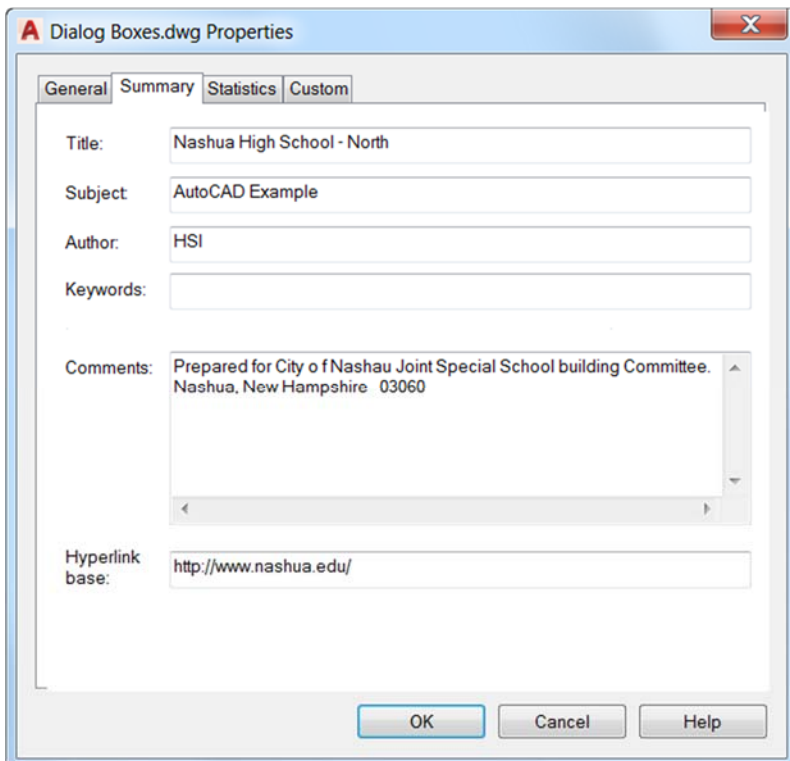 Dialog Boxes.dwg Properties
General Summary Statistics Custom
Title: Nashua High School - North
Subject: AutoCAD Example
Author: HSI
Keywords:
Comments: Prepared for City o f Nashau Joint Special School building Committee.
Nashua, New Hampshire 03060
Hyperlink
base: http://www.nashua.edu/
OK Cancel Help